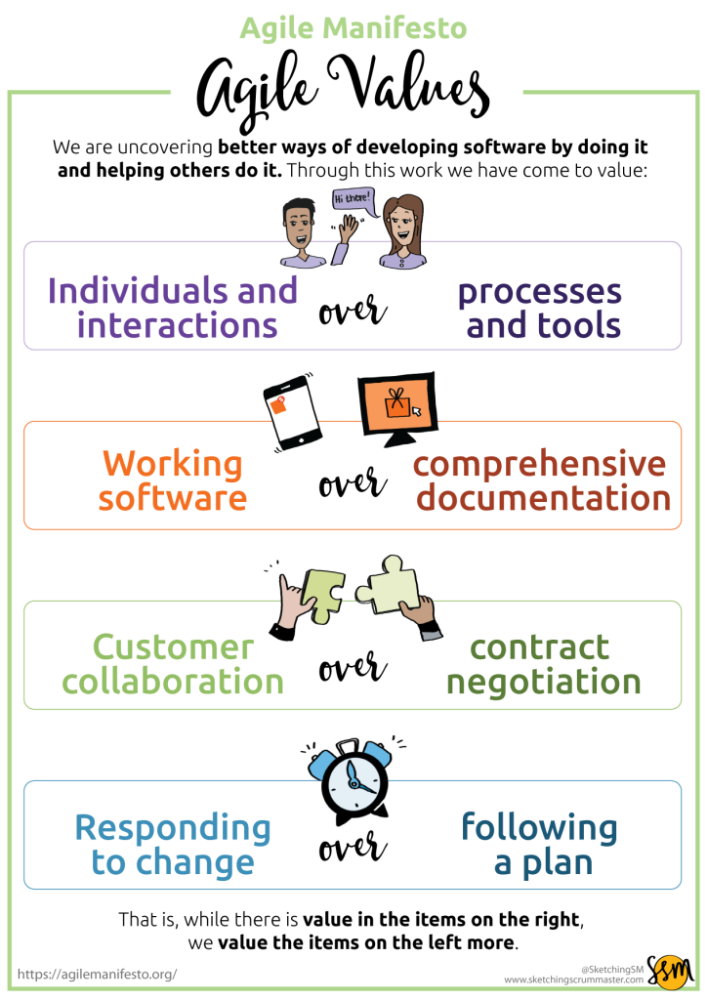 Agile Manifesto
Agile Values
We are uncovering better ways of developing software by doing it
and helping others do it. Through this work we have come to value:
Hi there!
Individuals and
interactions
over
processes
and tools
Working
software
over
comprehensive
documentation
Customer
collaboration
over
contract
negotiation
Responding
to change
over
following
a plan
That is, while there is value in the items on the right,
we value the items on the left more.
https://agilemanifesto.org/
@SketchingSM
www.sketchingscrummaster.com
SSM